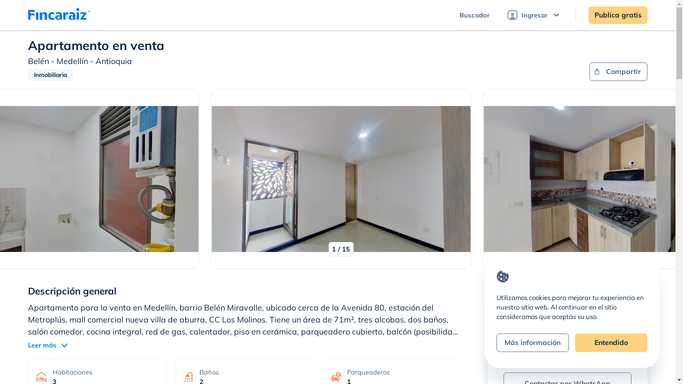 Fincaraiz
Buscador
Ingresar
Publica gratis
Apartamento en venta
Belén - Medellín - Antioquia
Inmobiliaria
Compartir
1 / 15
Descripción general
Apartamento para la venta en Medellín, barrio Belén Miravalle, ubicado cerca de la Avenida 80, estación del
Metroplús, mall comercial nueva villa de aburra, CC Los Molinos. Tiene un área de 71m², tres alcobas, dos baños,
salón comedor, cocina integral, red de gas, calentador, piso en cerámica, parqueadero cubierto, balcón (posibilida...
Leer más
Habitaciones
3
Baños
2
Parqueaderos
1
Utilizamos cookies para mejorar tu experiencia en
nuestro sitio web. Al continuar en el sitio
consideramos que aceptas su uso.
Más información
Entendido
Contactar por WhatsApp